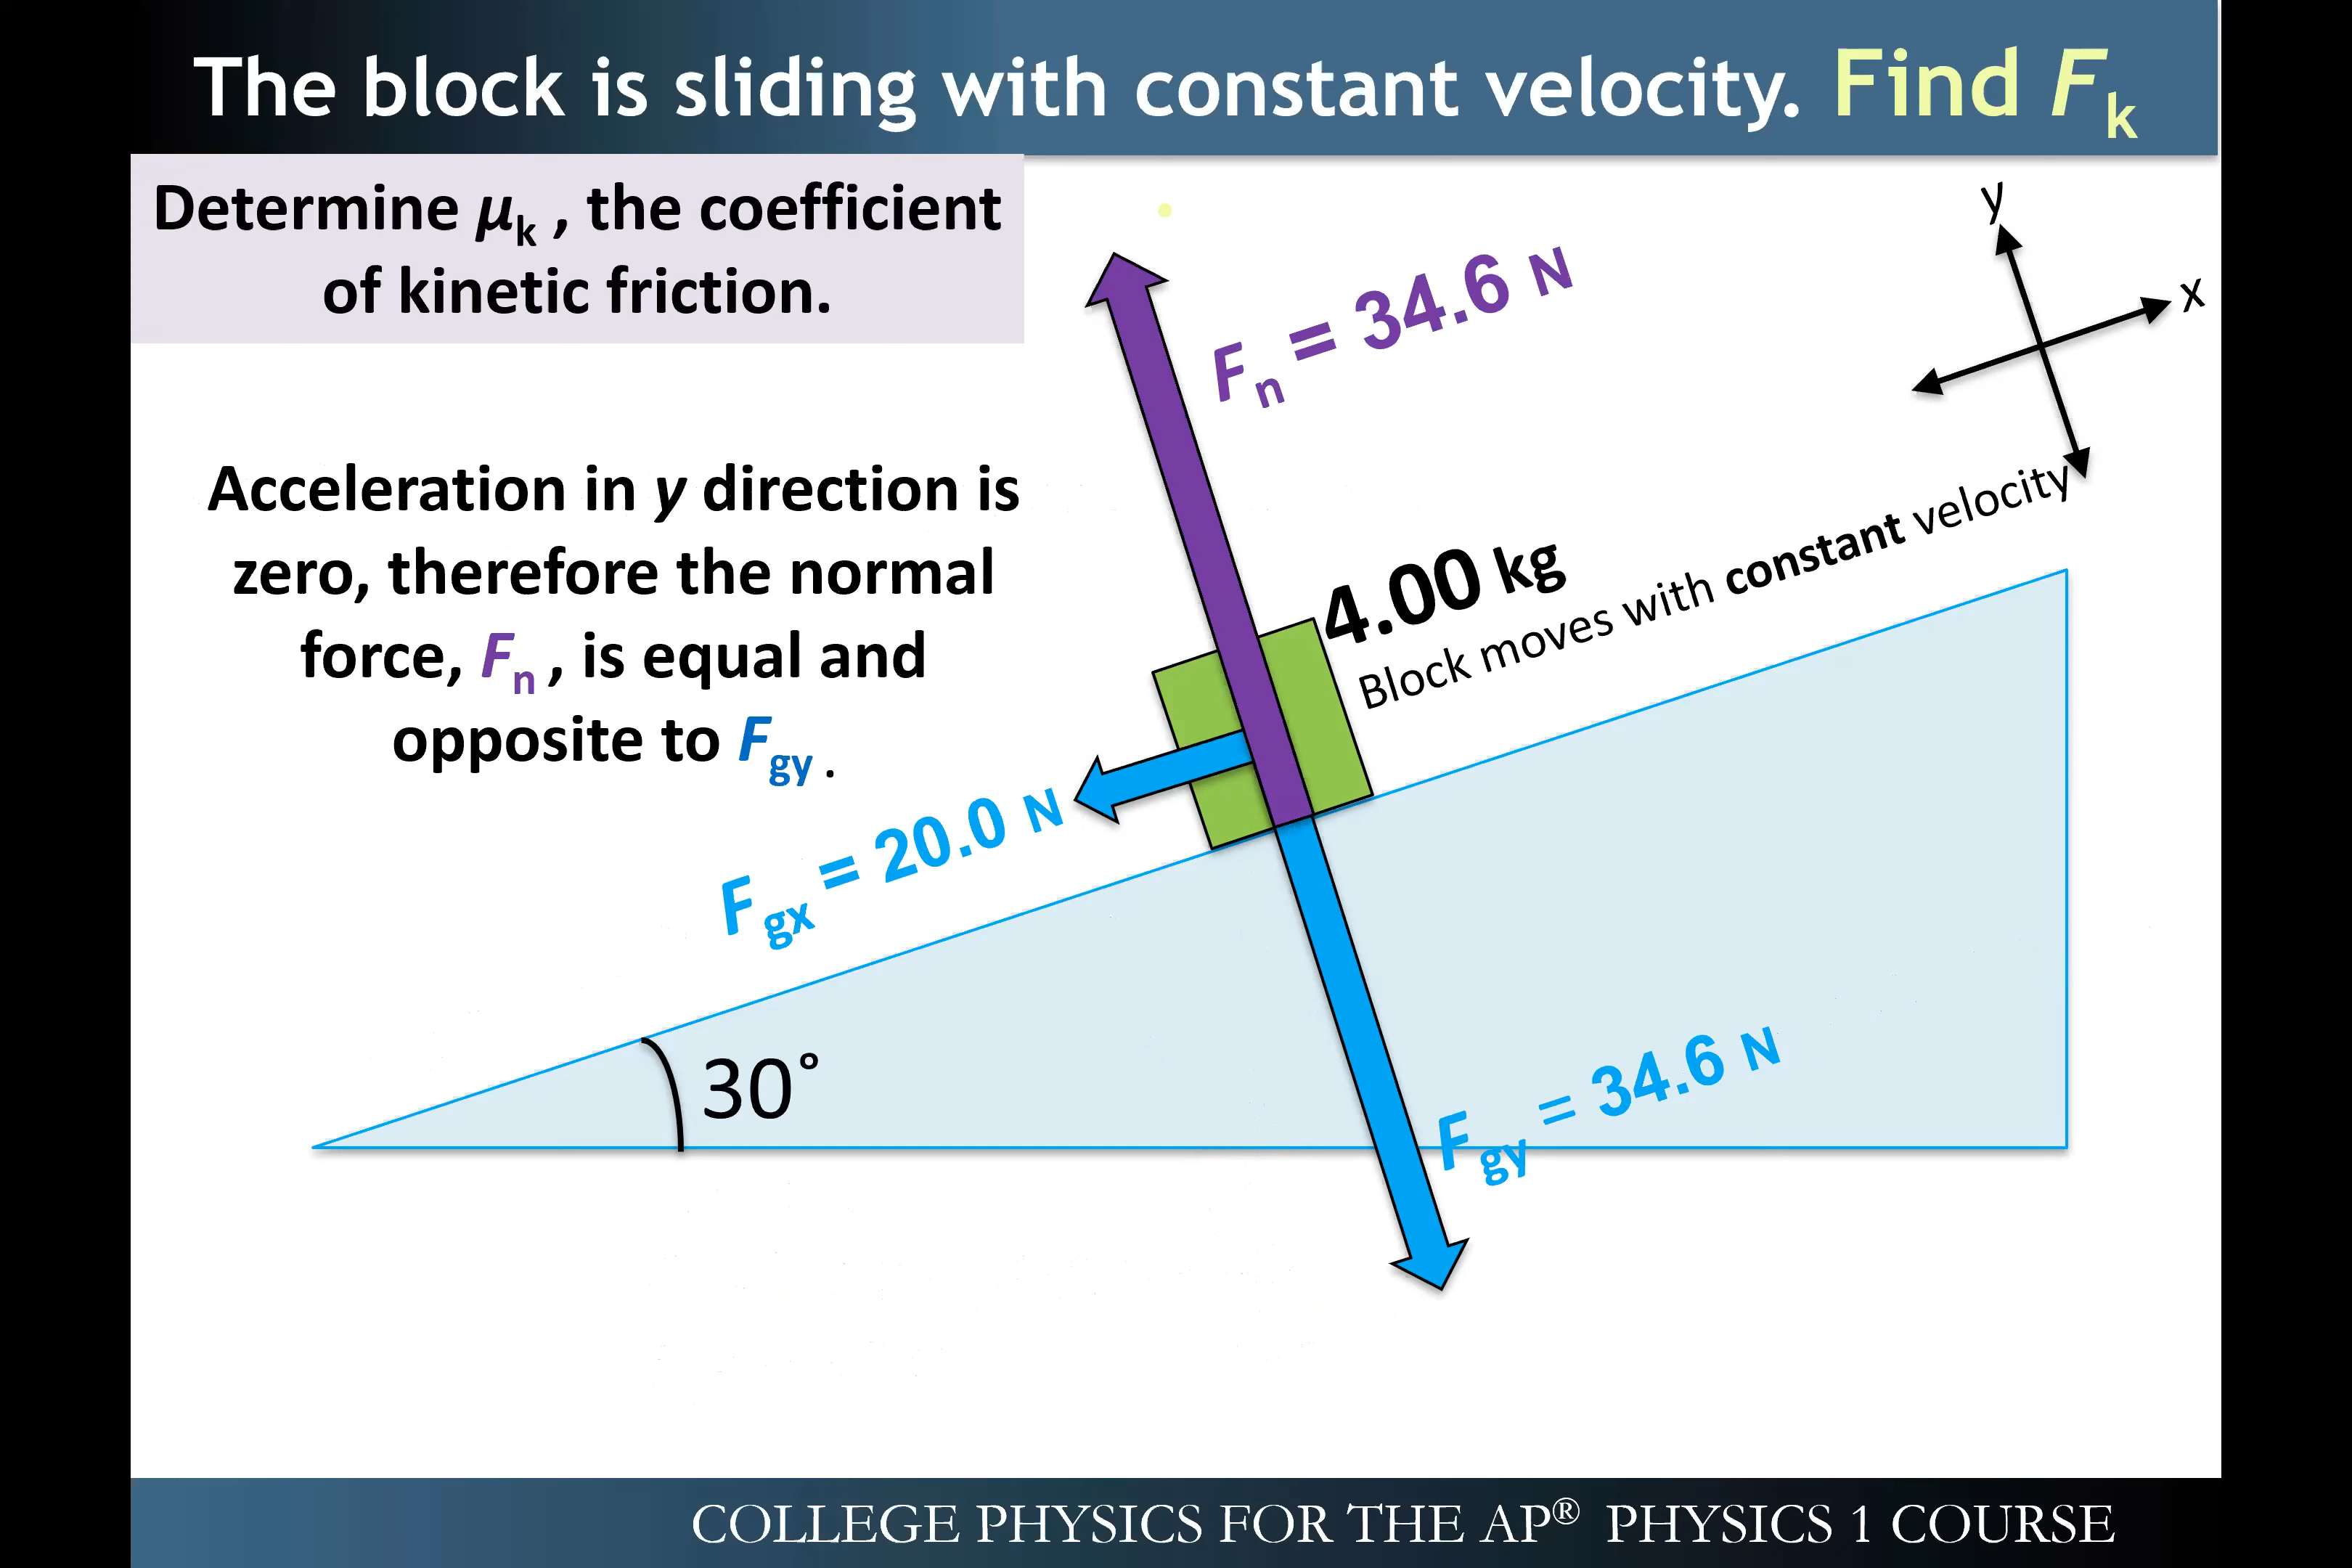 The block is sliding with constant velocity. Find Fk
Determine μk , the coefficient
of kinetic friction.
y
x
Fn = 34.6 N
Acceleration in y direction is
zero, therefore the normal
force, Fn , is equal and
opposite to Fgy .
4.00 kg
Block moves with constant velocity
Fgx = 20.0 N
30°
Fgy = 34.6 N
COLLEGE PHYSICS FOR THE AP® PHYSICS 1 COURSE